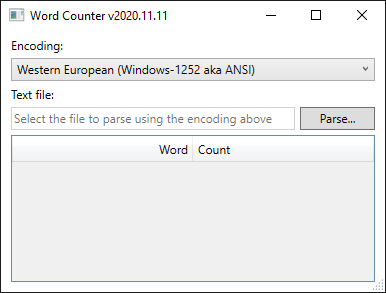 Word Counter v2020.11.11
Encoding:
Western European (Windows-1252 aka ANSI)
Text file:
Select the file to parse using the encoding above
Parse...
Word Count